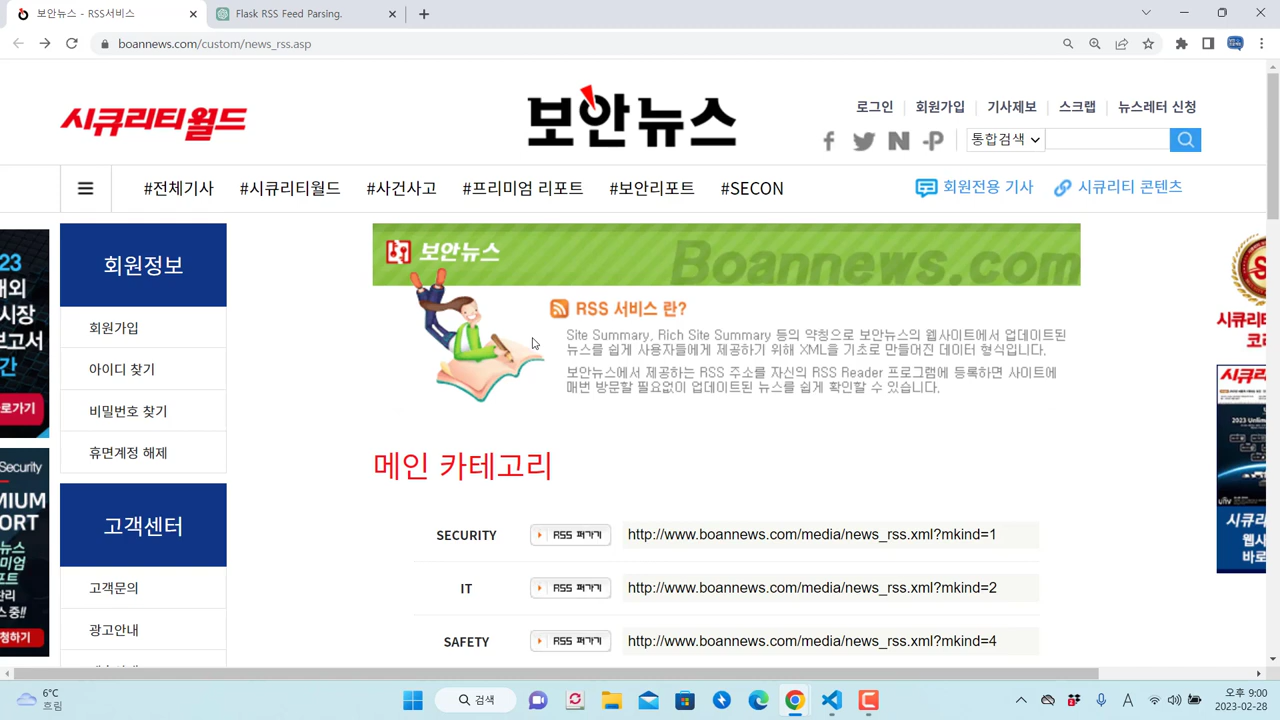 보안뉴스 - RSS서비스
Flask RSS Feed Parsing.
boannews.com/custom/news_rss.asp
시큐리티월드
보안뉴스
로그인 회원가입 기사제보 스크랩 뉴스레터 신청
통합검색
#전체기사 #시큐리티월드 #사건사고 #프리미엄 리포트 #보안리포트 #SECON
회원전용 기사 시큐리티 콘텐츠
회원정보
회원가입
아이디 찾기
비밀번호 찾기
휴면계정 해제
고객센터
고객문의
광고안내
보안뉴스 Boannews.com
RSS 서비스 란?
Site Summary, Rich Site Summary 등의 약칭으로 보안뉴스의 웹사이트에서 업데이트된
뉴스를 쉽게 사용자들에게 제공하기 위해 XML을 기초로 만들어진 데이터 형식입니다.
보안뉴스에서 제공하는 RSS 주소를 자신의 RSS Reader 프로그램에 등록하면 사이트에
매번 방문할 필요없이 업데이트된 뉴스를 쉽게 확인할 수 있습니다.
메인 카테고리
SECURITY RSS 퍼가기 http://www.boannews.com/media/news_rss.xml?mkind=1
IT RSS 퍼가기 http://www.boannews.com/media/news_rss.xml?mkind=2
SAFETY RSS 퍼가기 http://www.boannews.com/media/news_rss.xml?mkind=4
6°C
흐림
검색
A
오후 9:00
2023-02-28